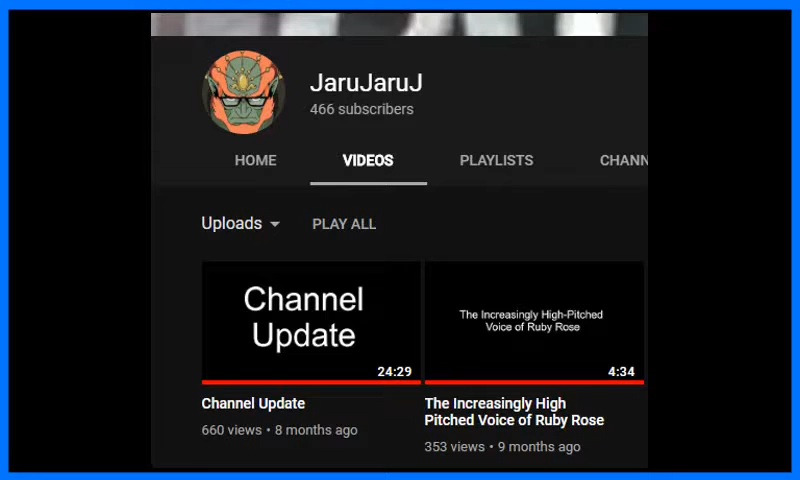 JaruJaruJ
466 subscribers
HOME VIDEOS PLAYLISTS CHANN
Uploads PLAY ALL
Channel
Update
24:29
The Increasingly High-Pitched
Voice of Ruby Rose
4:34
Channel Update
660 views • 8 months ago
The Increasingly High
Pitched Voice of Ruby Rose
353 views • 9 months ago